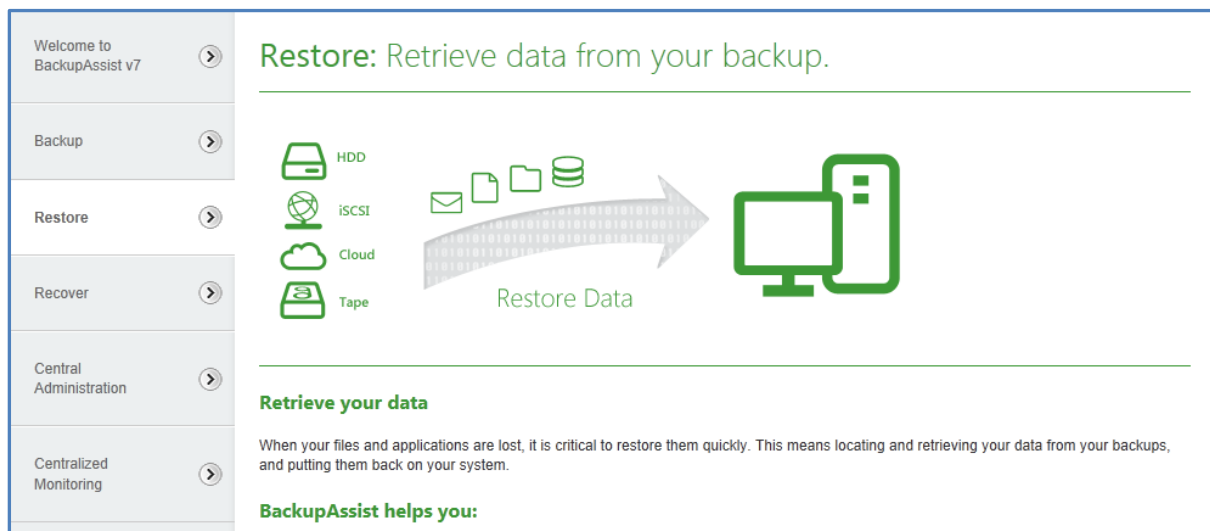 Welcome to
BackupAssist v7
Backup
Restore
Recover
Central
Administration
Centralized
Monitoring
Restore: Retrieve data from your backup.
HDD
iSCSI
Cloud
Tape
Restore Data
Retrieve your data
When your files and applications are lost, it is critical to restore them quickly. This means locating and retrieving your data from your backups,
and putting them back on your system.
BackupAssist helps you: